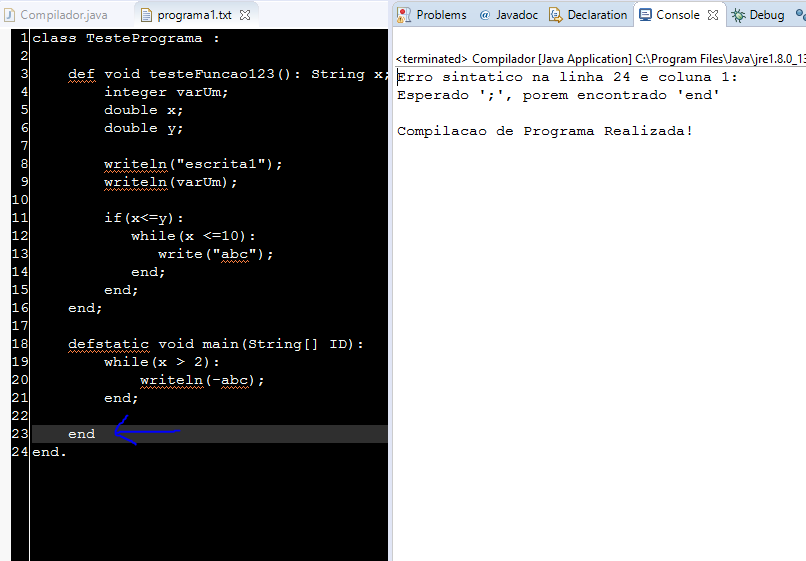 Compilador.java
programa1.txt
1 class TestePrograma :
2
3 def void testeFuncao123(): String x;
4 integer varUm;
5 double x;
6 double y;
7
8 writeln("escrita1");
9 writeln(varUm);
10
11 if(x<=y):
12 while(x <=10):
13 write("abc");
14 end;
15 end;
16 end;
17
18 defstatic void main(String[] ID):
19 while(x > 2):
20 writeln(-abc);
21 end;
22
23 end
24 end.
Problems
Javadoc
Declaration
Console
Debug
<terminated> Compilador [Java Application] C:\Program Files\Java\jre1.8.0_13
Erro sintatico na linha 24 e coluna 1:
Esperado ';', porem encontrado 'end'
Compilacao de Programa Realizada!